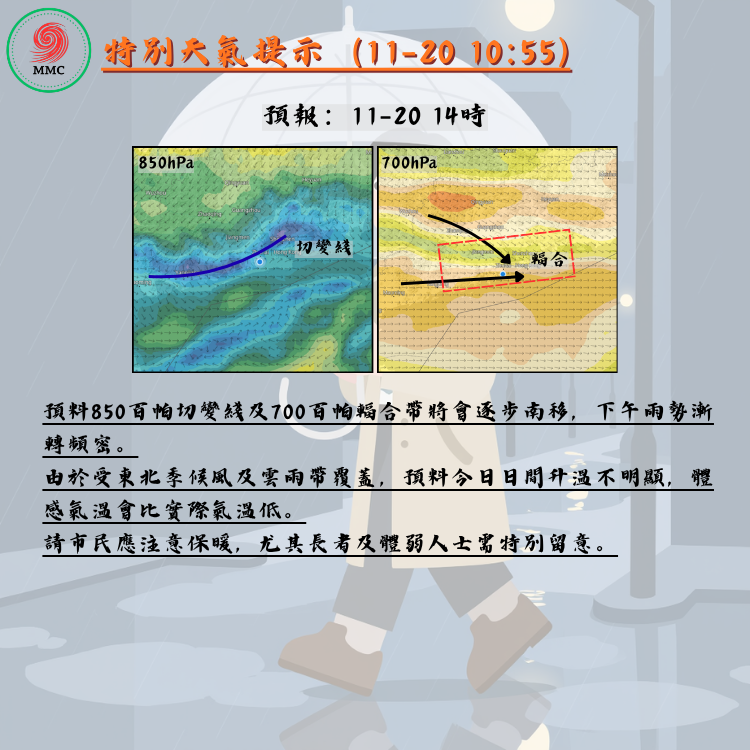 MMC
特別天氣提示 (11-20 10:55)
預報: 11-20 14時
850hPa
700hPa
切變綫
輻合
預料850百帕切變綫及700百帕輻合帶將會逐步南移, 下午雨勢漸
轉頻密。
由於受東北季候風及雲雨帶覆蓋, 預料今日日間升溫不明顯, 體
感氣溫會比實際氣溫低。
請市民應注意保暖, 尤其長者及體弱人士需特別留意。